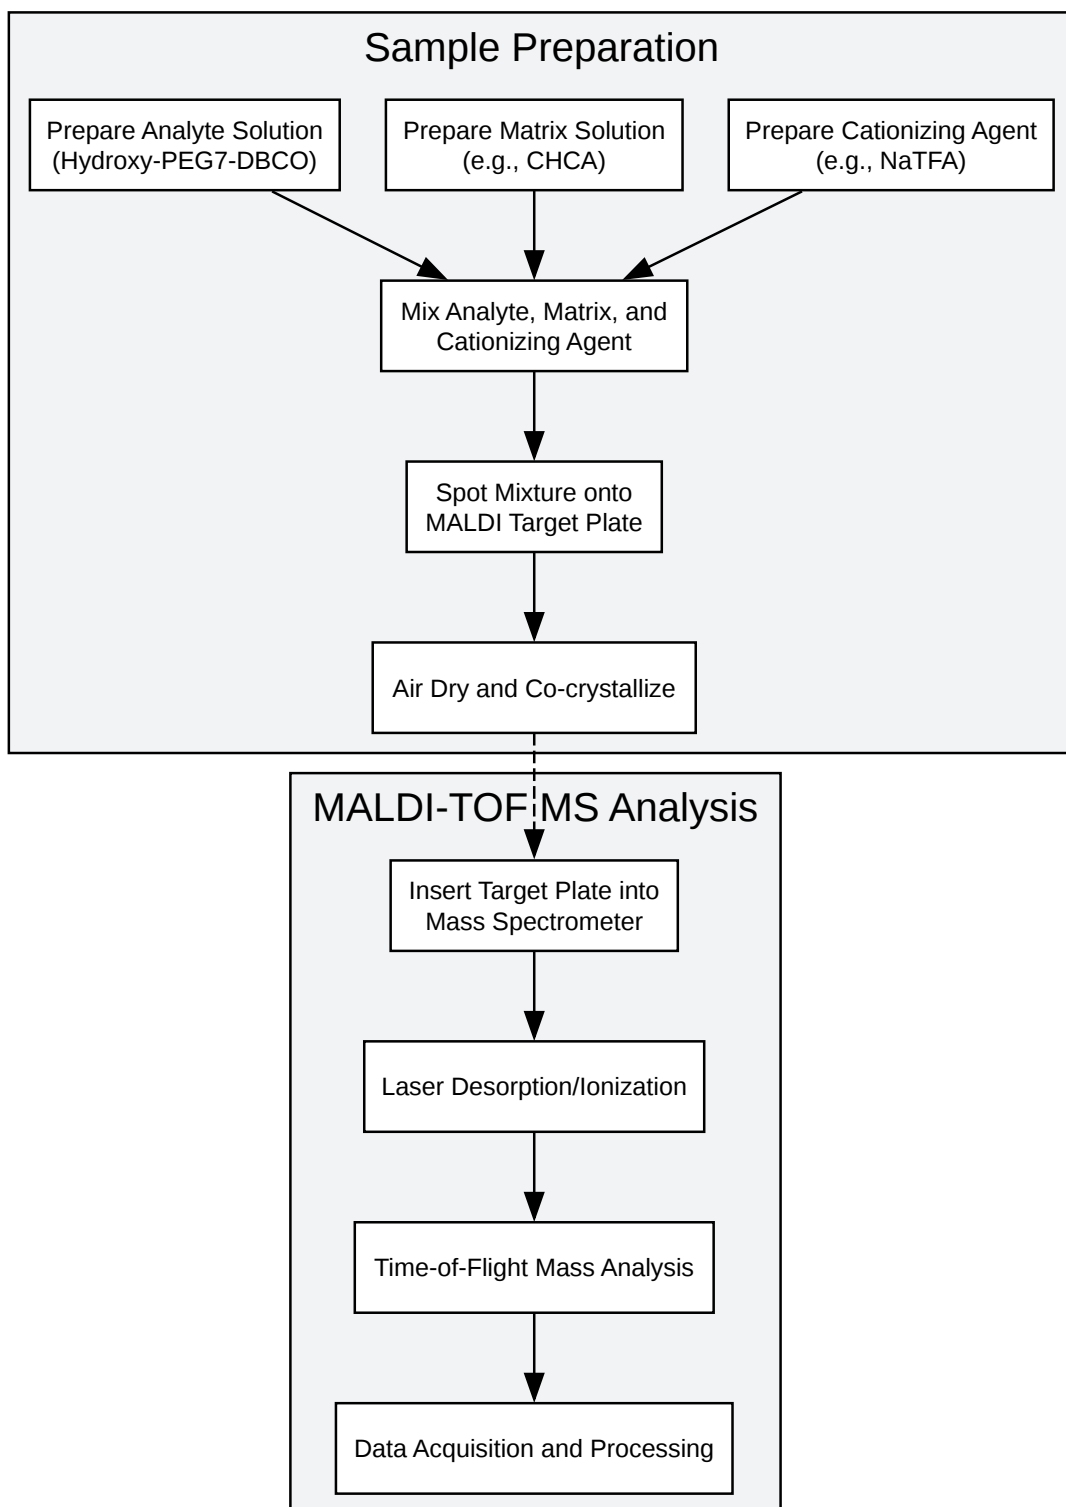 Sample Preparation
Prepare Analyte Solution
(Hydroxy-PEG7-DBCO)
Prepare Matrix Solution
(e.g., CHCA)
Prepare Cationizing Agent
(e.g., NaTFA)
Mix Analyte, Matrix, and
Cationizing Agent
Spot Mixture onto
MALDI Target Plate
Air Dry and Co-crystallize
MALDI-TOF MS Analysis
Insert Target Plate into
Mass Spectrometer
Laser Desorption/Ionization
Time-of-Flight Mass Analysis
Data Acquisition and Processing